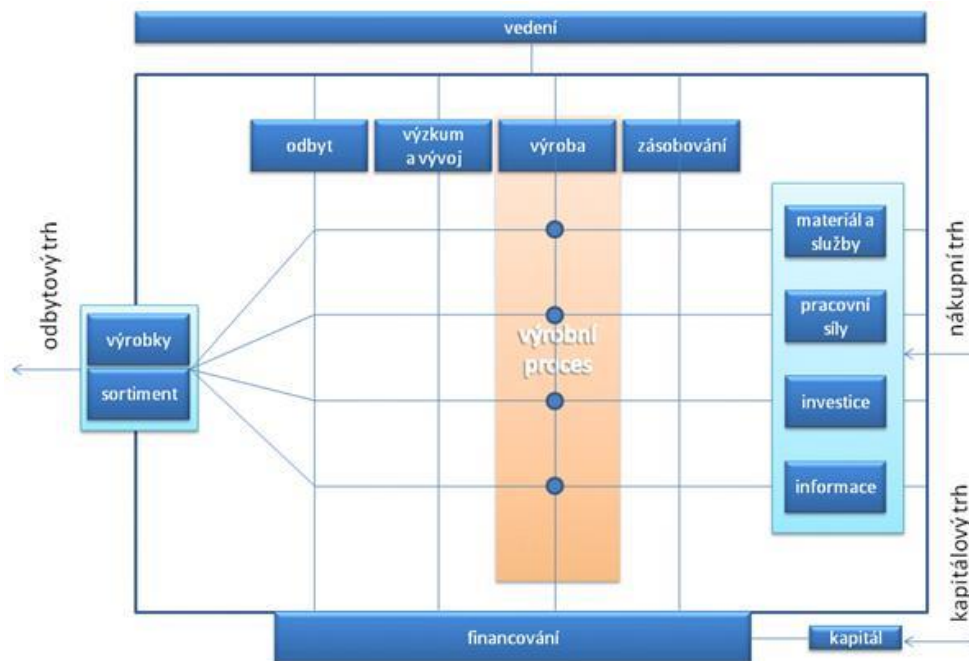 vedení
odbyt
výzkum
a vývoj
výroba
zásobování
materiál a
služby
pracovní
síly
investice
informace
nákupní trh
kapitálový trh
odbytový trh
výrobky
sortiment
výrobní
proces
financování
kapitál